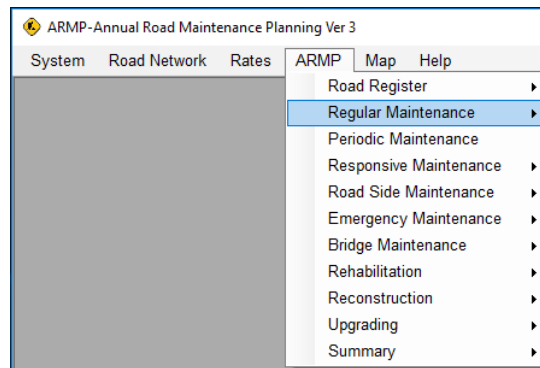 ARMP-Annual Road Maintenance Planning Ver 3
System Road Network Rates ARMP Map Help
Road Register
Regular Maintenance
Periodic Maintenance
Responsive Maintenance
Road Side Maintenance
Emergency Maintenance
Bridge Maintenance
Rehabilitation
Reconstruction
Upgrading
Summary